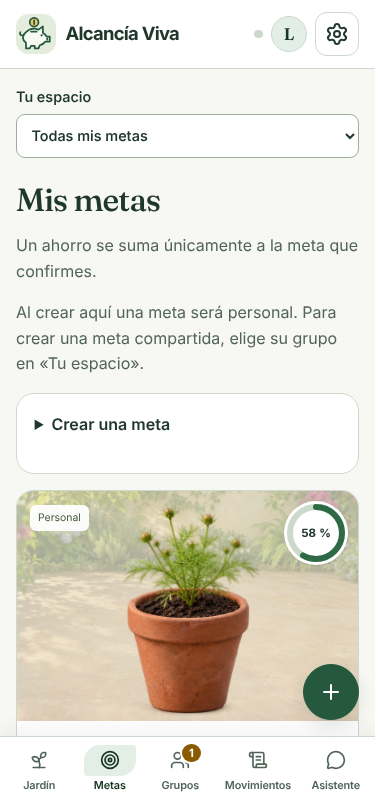 Alcancía Viva
L
Tu espacio
Todas mis metas
Mis metas
Un ahorro se suma únicamente a la meta que
confirmes.
Al crear aquí una meta será personal. Para
crear una meta compartida, elige su grupo
en «Tu espacio».
Crear una meta
Personal
58 %
1
Jardín
Metas
Grupos
Movimientos
Asistente